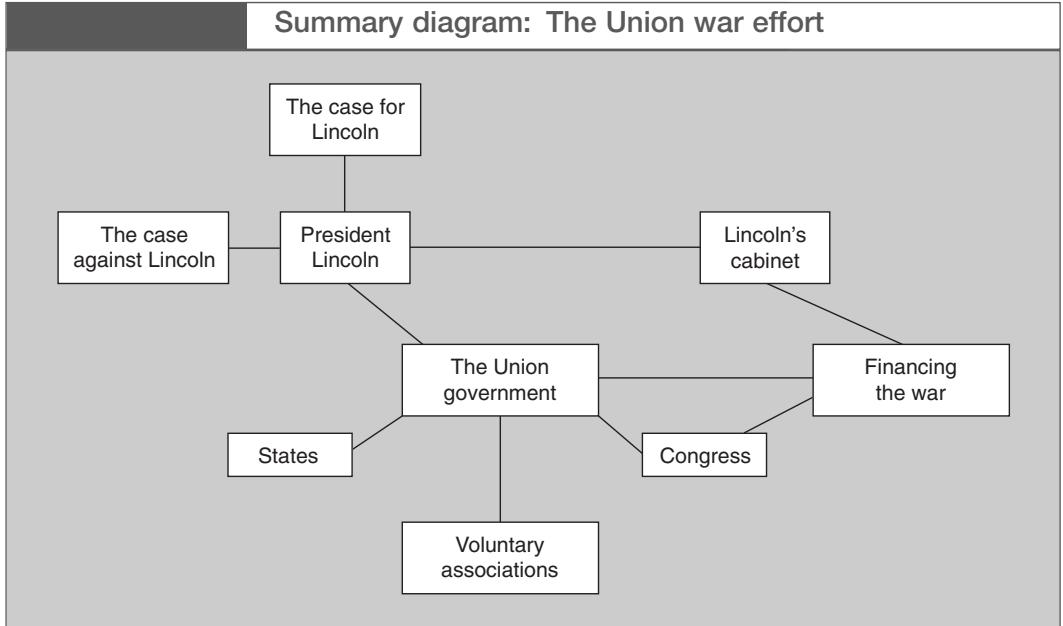 Summary diagram: The Union war effort
The case for
Lincoln
The case
against Lincoln
President
Lincoln
Lincoln's
cabinet
The Union
government
Financing
the war
States
Congress
Voluntary
associations